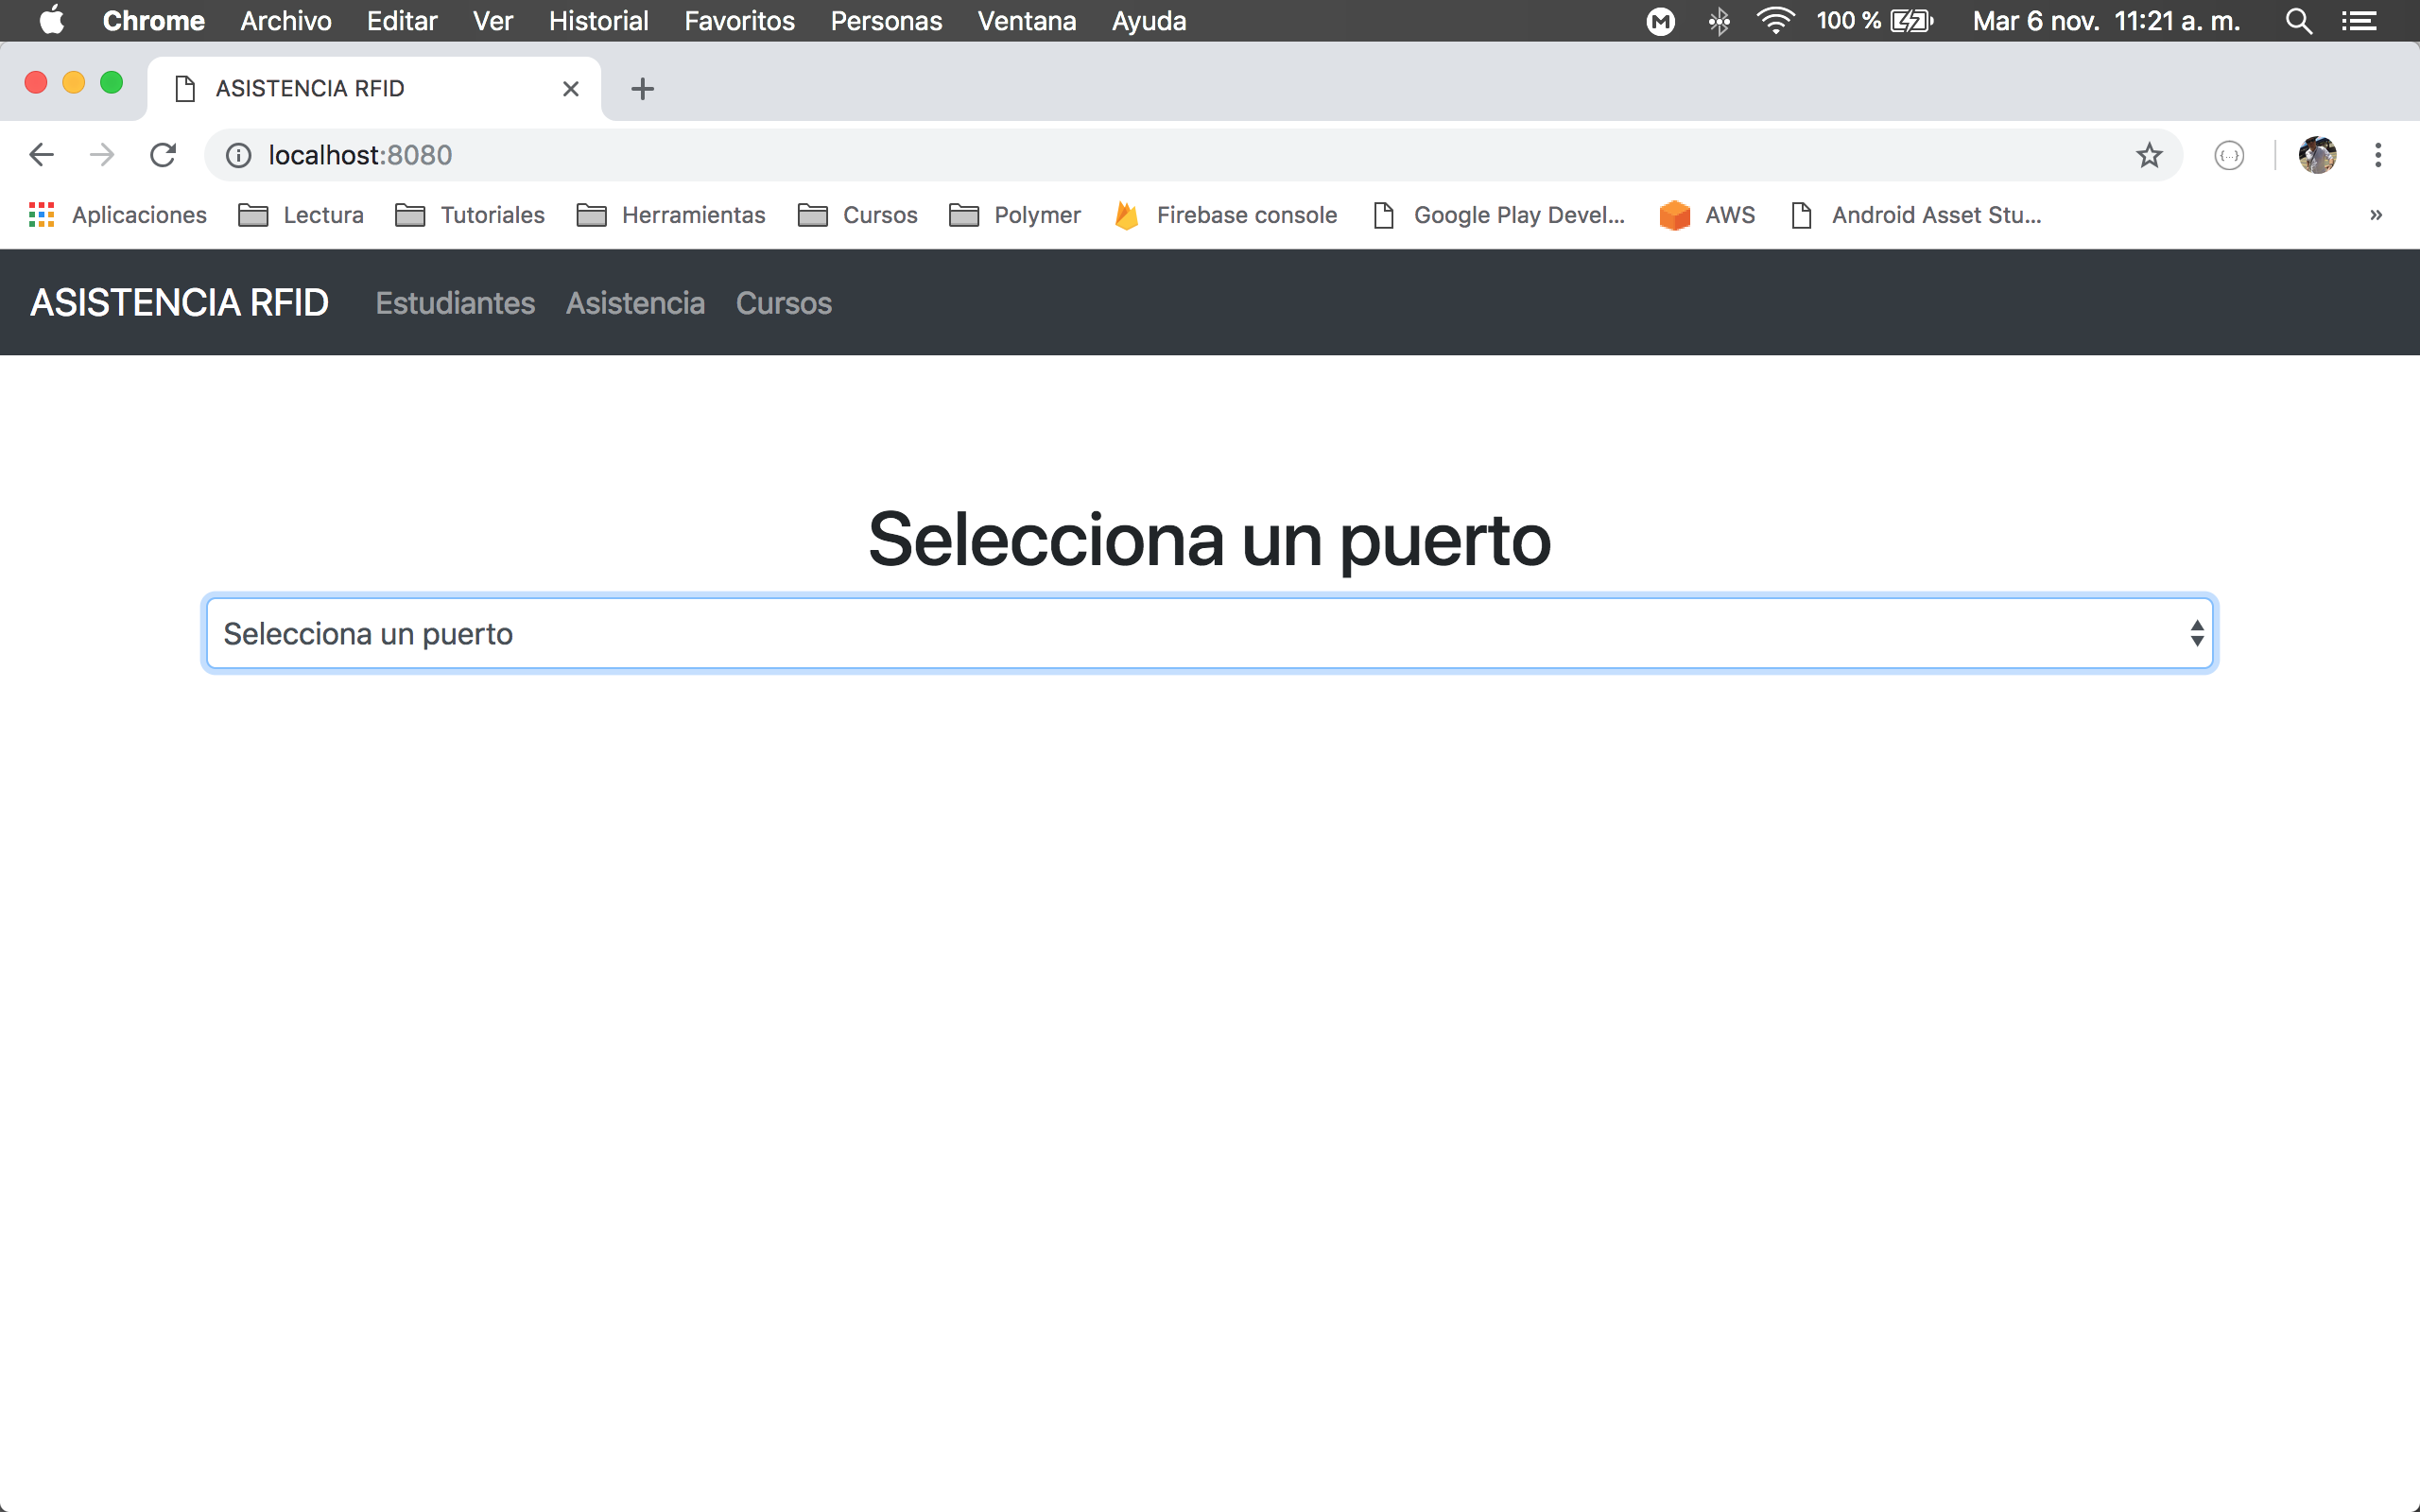 Chrome Archivo Editar Ver Historial Favoritos Personas Ventana Ayuda 100 % Mar 6 nov. 11:21 a. m.
ASISTENCIA RFID
localhost:8080
Aplicaciones Lectura Tutoriales Herramientas Cursos Polymer Firebase console Google Play Devel... AWS Android Asset Stu... »
ASISTENCIA RFID Estudiantes Asistencia Cursos
Selecciona un puerto
Selecciona un puerto